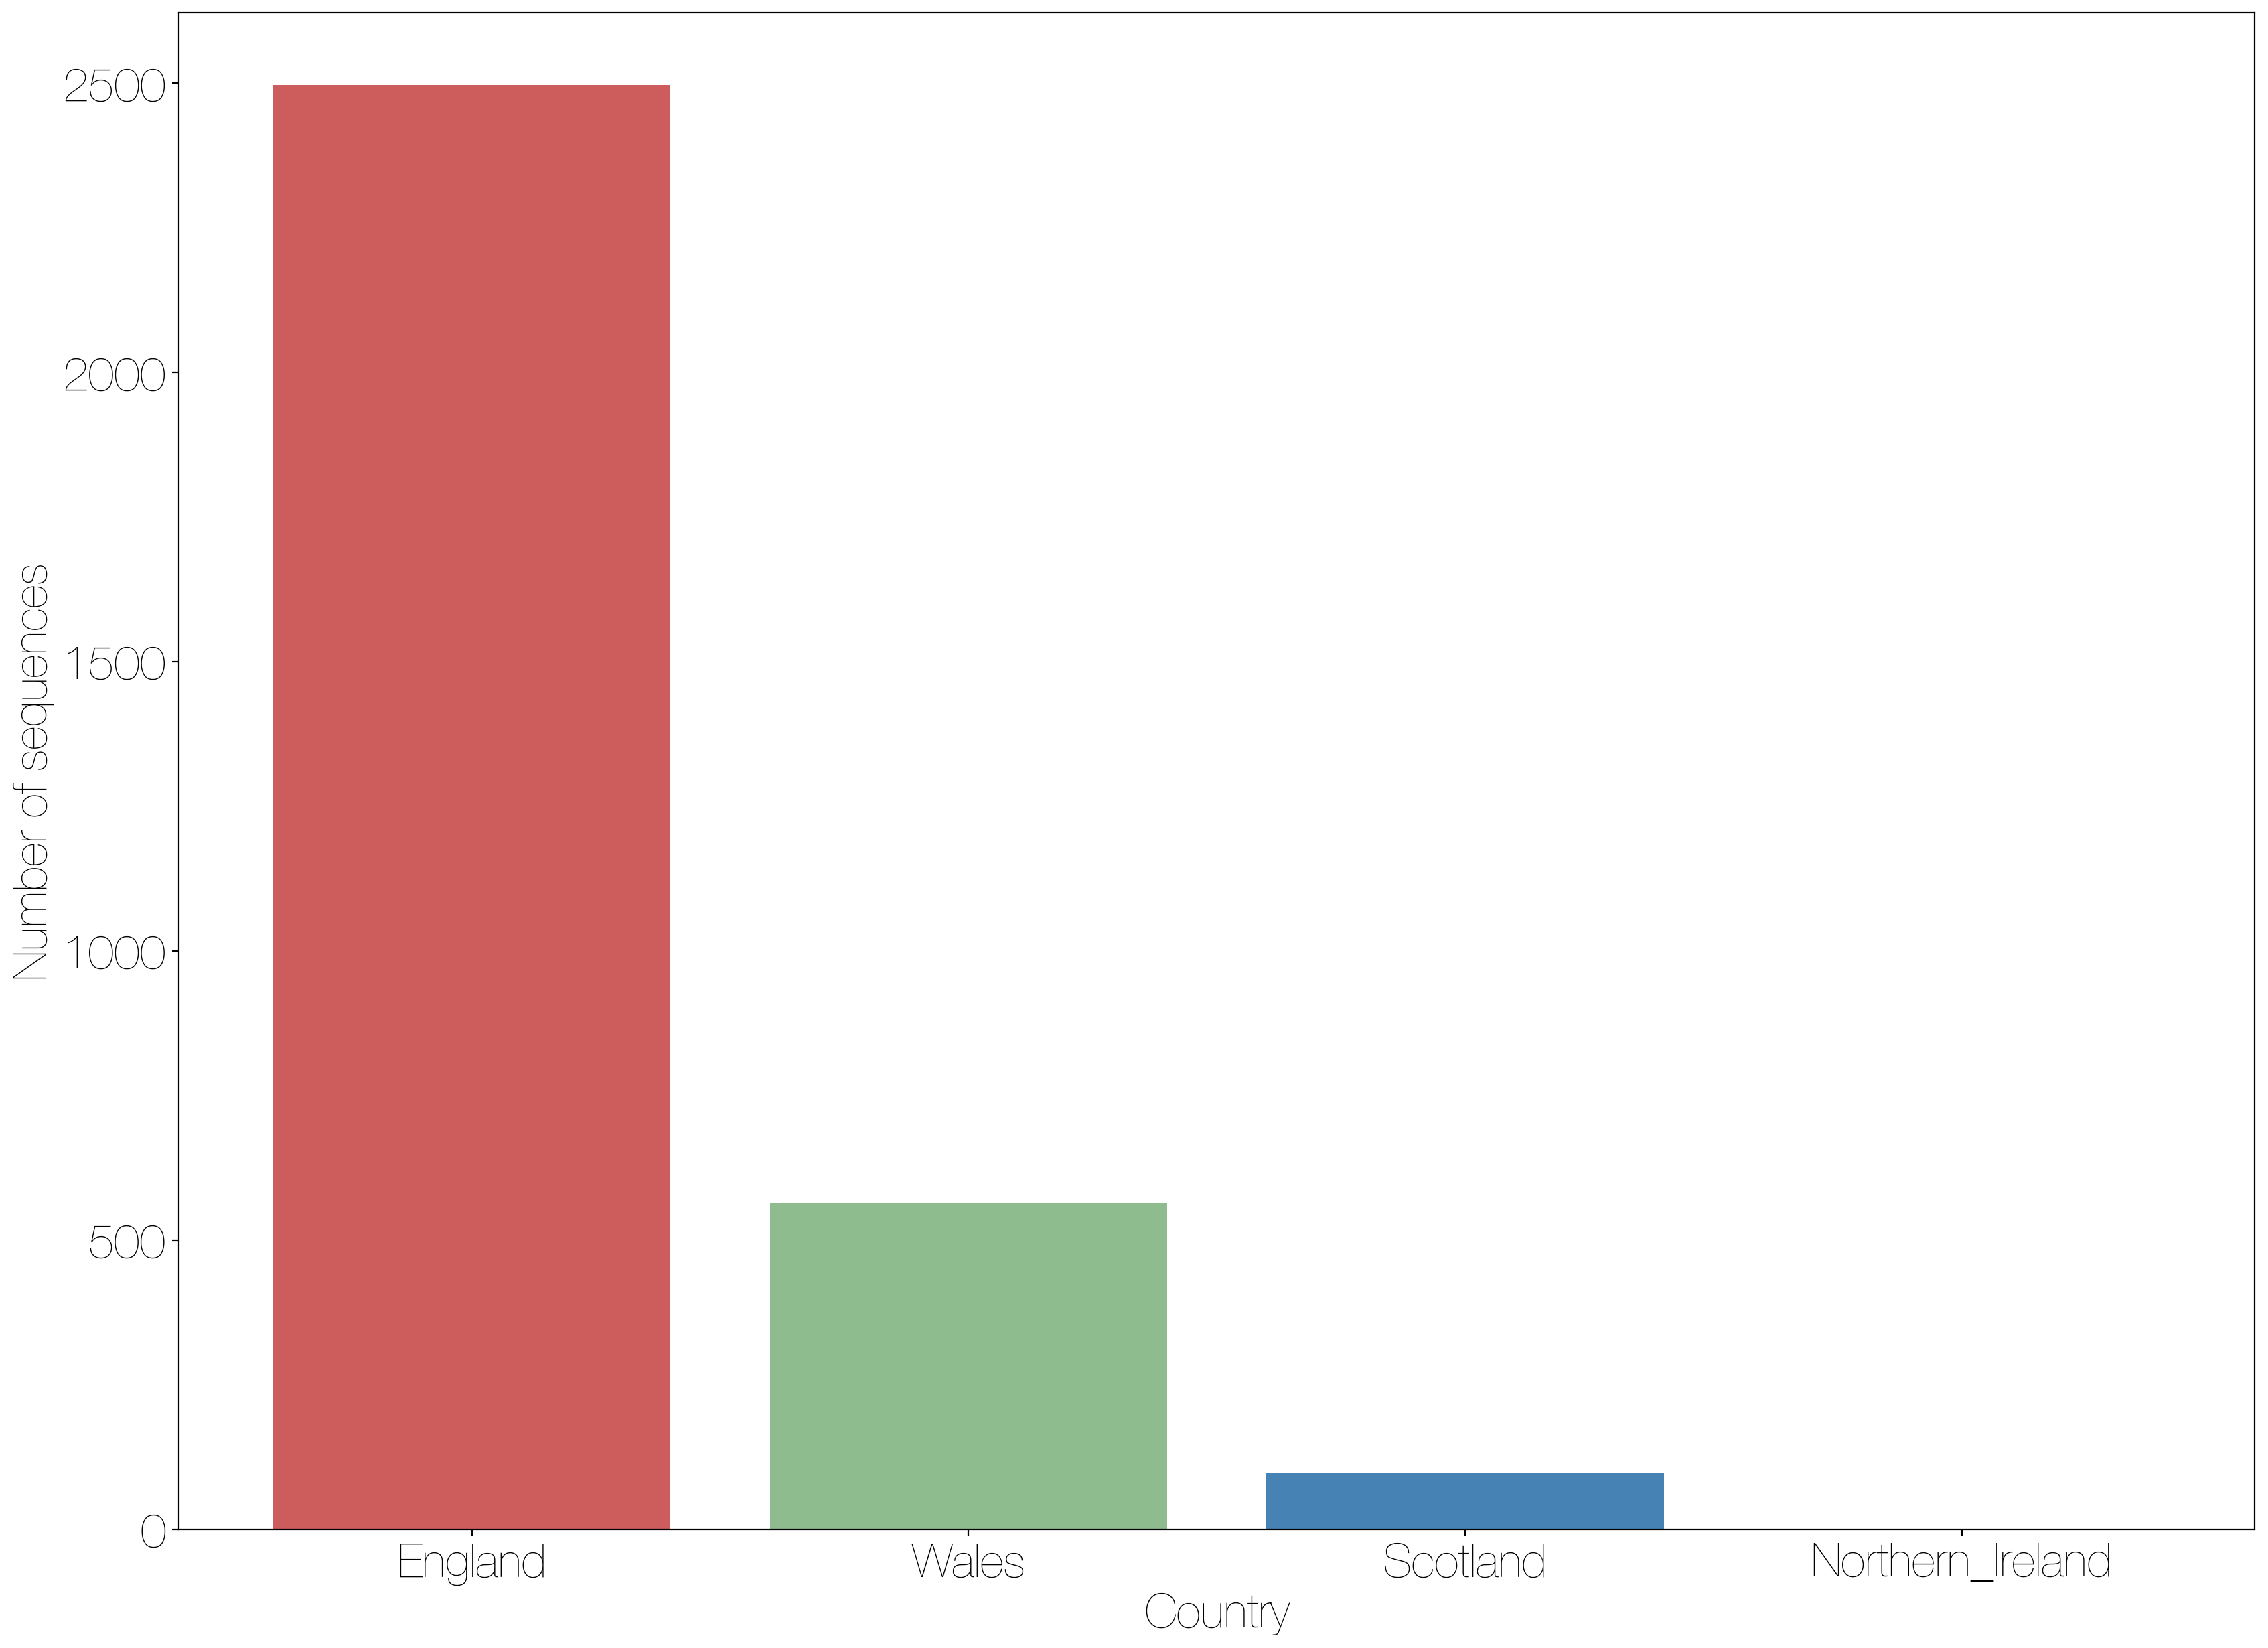 Number of sequences
2500
2000
1500
1000
500
0
England Wales Scotland Northern_Ireland
Country